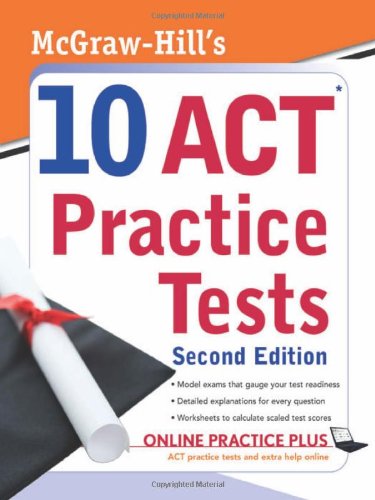 McGraw-Hill's
10 ACT*
Practice
Tests
Second Edition
• Model exams that gauge your test readiness
• Detailed explanations for every question
• Worksheets to calculate scaled test scores
ONLINE PRACTICE PLUS
ACT practice tests and extra help online